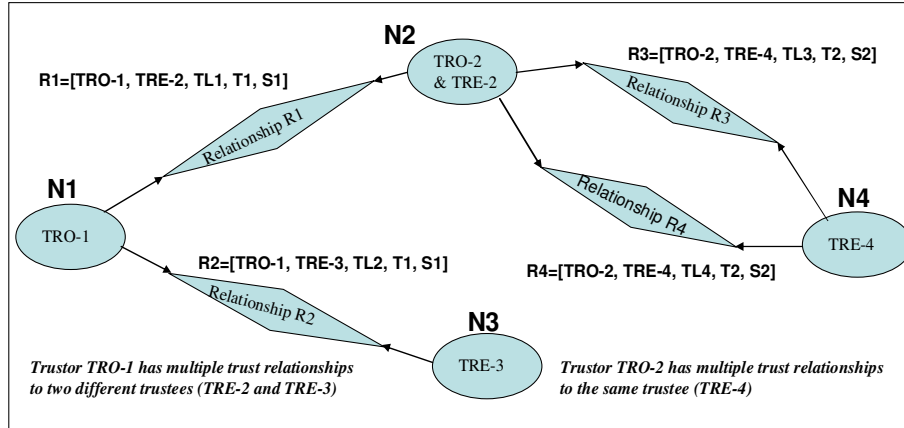 N2
TRO-2
& TRE-2
R3=[TRO-2, TRE-4, TL3, T2, S2]
R1=[TRO-1, TRE-2, TL1, T1, S1]
Relationship R1
Relationship R3
N1
TRO-1
Relationship R4
N4
TRE-4
R2=[TRO-1, TRE-3, TL2, T1, S1]
R4=[TRO-2, TRE-4, TL4, T2, S2]
Relationship R2
N3
TRE-3
Trustor TRO-1 has multiple trust relationships
to two different trustees (TRE-2 and TRE-3)
Trustor TRO-2 has multiple trust relationships
to the same trustee (TRE-4)